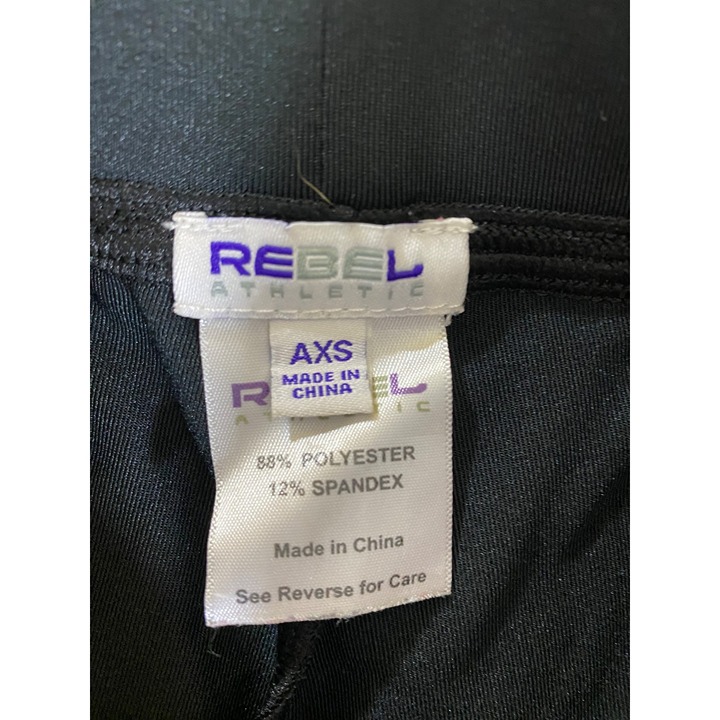 REBEL
ATHLETIC
AXS
MADE IN
CHINA
88% POLYESTER
12% SPANDEX
Made in China
See Reverse for Care